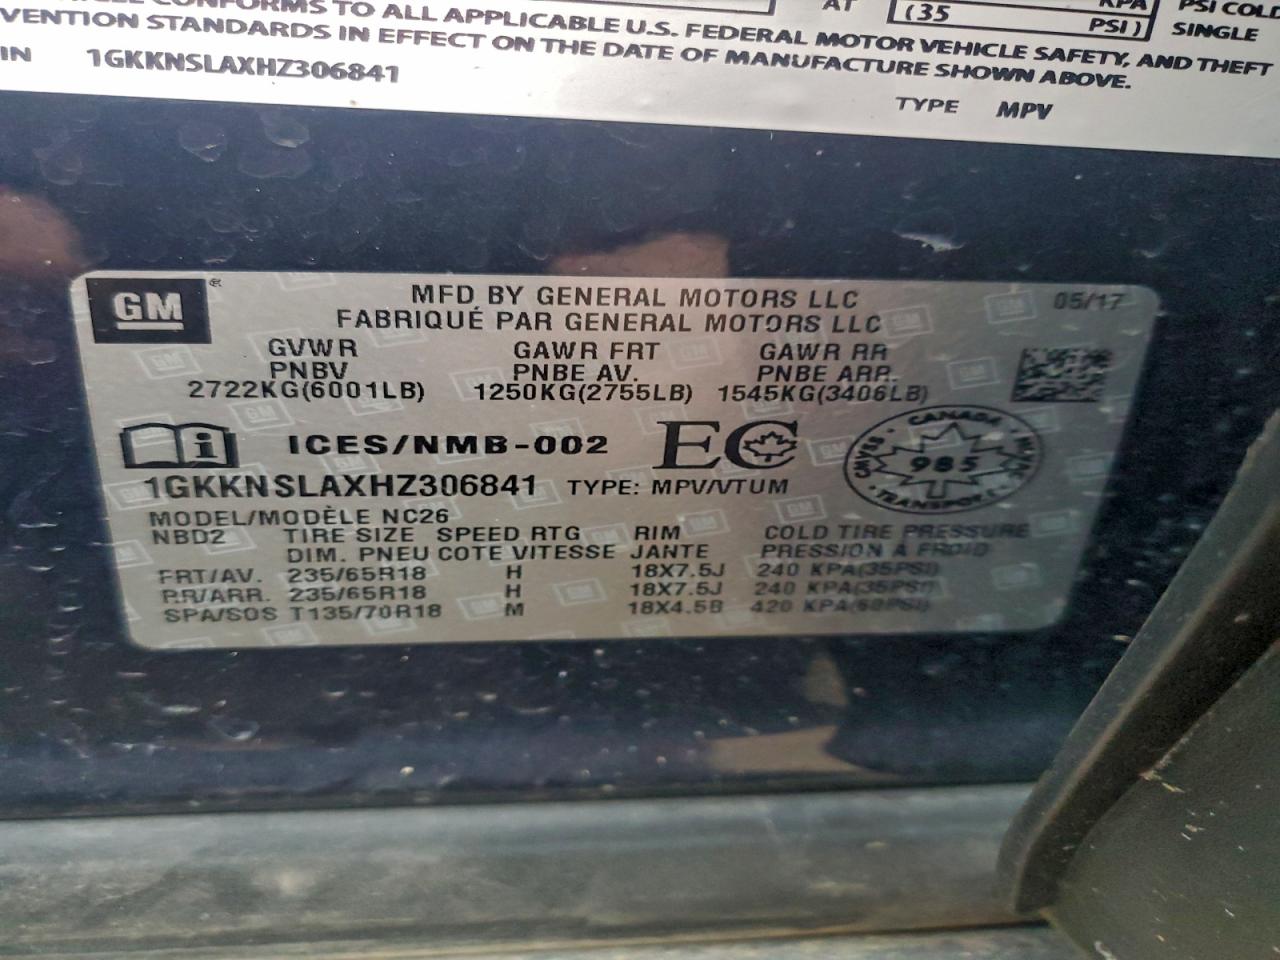 CONFORMS TO ALL APPLICABLE U.S. FEDERAL MOTOR VEHICLE SAFETY, AND THEFT
VENTION STANDARDS IN EFFECT ON THE DATE OF MANUFACTURE SHOWN ABOVE.
AT (35 KPA PSI) PSI COLD
SINGLE
IN 1GKKNSLAXHZ306841
TYPE MPV
GM ®
MFD BY GENERAL MOTORS LLC 05/17
FABRIQUÉ PAR GENERAL MOTORS LLC
GVWR GAWR FRT GAWR RR
PNBV PNBE AV. PNBE ARR.
2722KG(6001LB) 1250KG(2755LB) 1545KG(3406LB)
i ICES/NMB-002 EC
CANADA
985
TRANSPORT
1GKKNSLAXHZ306841 TYPE: MPV/VTUM
MODEL/MODÈLE NC26
NBD2 TIRE SIZE SPEED RTG RIM COLD TIRE PRESSURE
DIM. PNEU COTE VITESSE JANTE PRESSION A FROID
FRT/AV. 235/65R18 H 18X7.5J 240 KPA(35PSI)
RR/ARR. 235/65R18 H 18X7.5J 240 KPA(35PSI)
SPA/SOS T135/70R18 M 18X4.5B 420 KPA(60PSI)